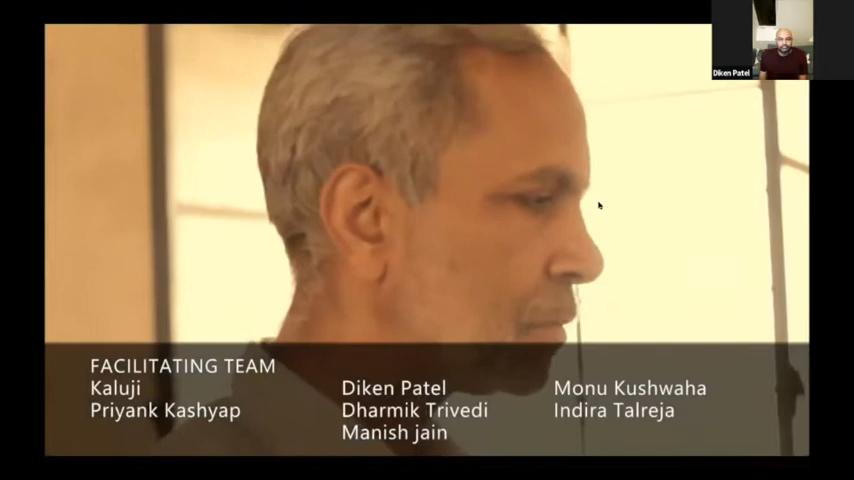 Diken Patel
FACILITATING TEAM
Kaluji Diken Patel Monu Kushwaha
Priyank Kashyap Dharmik Trivedi Indira Talreja
Manish jain